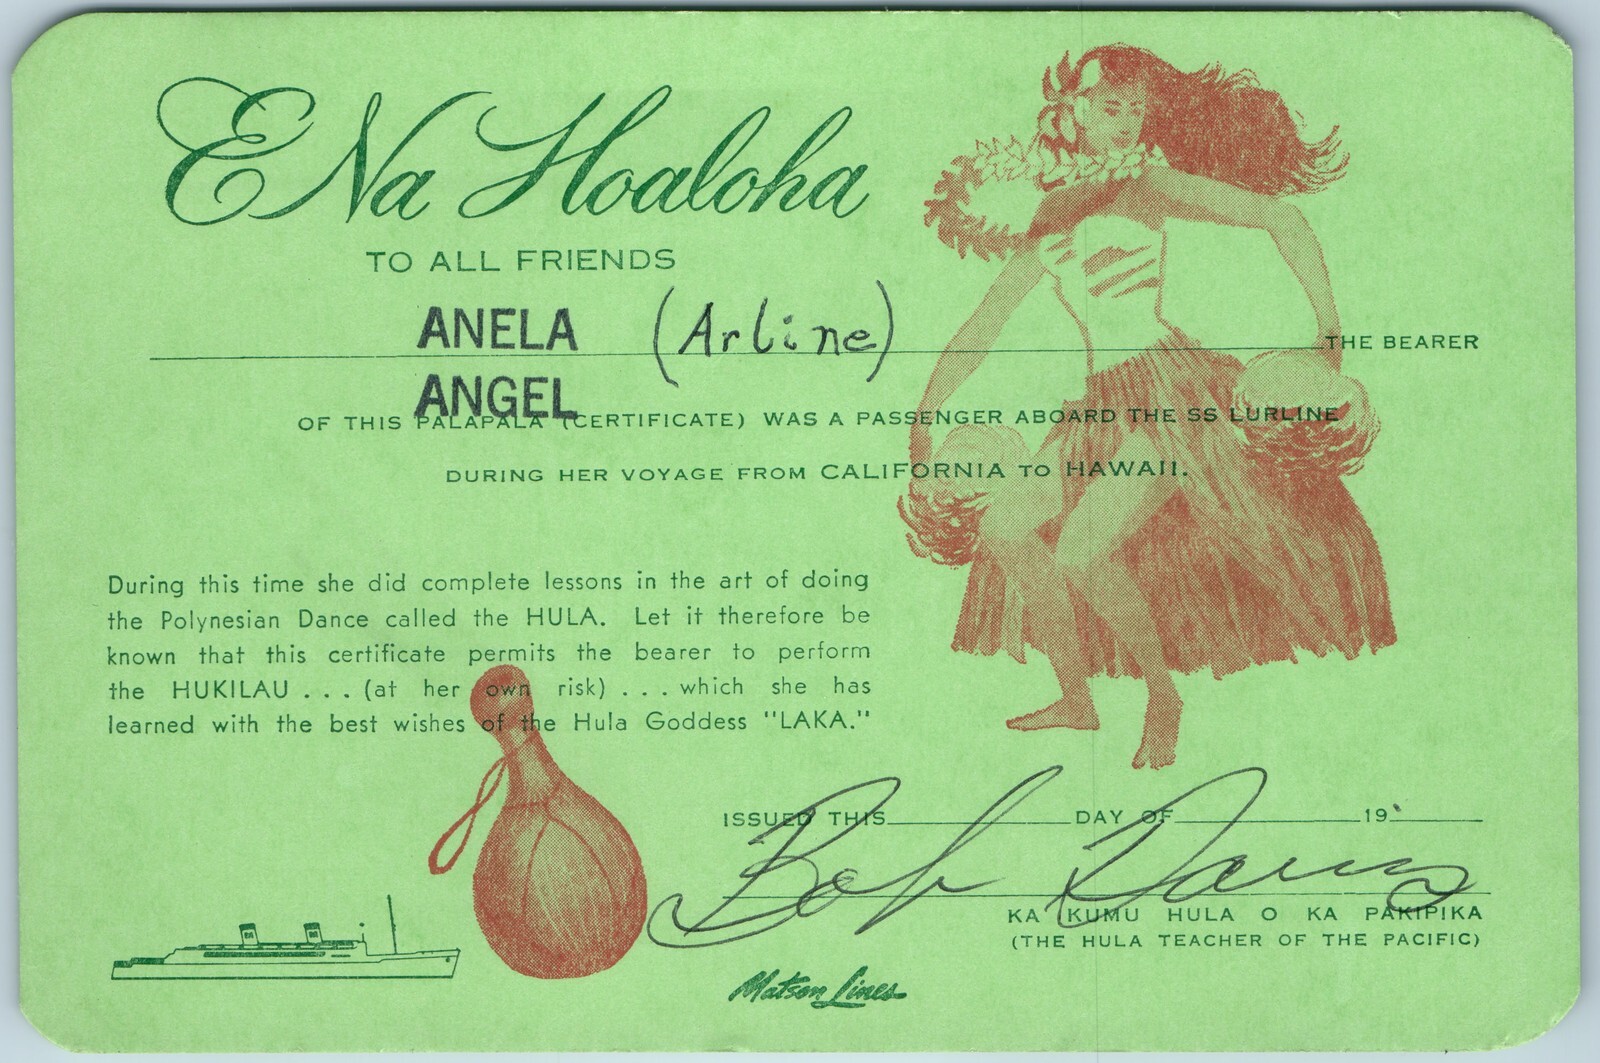 E Na Hoaloha
TO ALL FRIENDS
ANELA (Arline) THE BEARER
ANGEL
OF THIS PALAPALA (CERTIFICATE) WAS A PASSENGER ABOARD THE SS LURLINE
DURING HER VOYAGE FROM CALIFORNIA TO HAWAII.
During this time she did complete lessons in the art of doing
the Polynesian Dance called the HULA. Let it therefore be
known that this certificate permits the bearer to perform
the HUKILAU . . . (at her own risk) . . . which she has
learned with the best wishes of the Hula Goddess "LAKA."
ISSUED THIS DAY OF 19
Bob Davis
KA KUMU HULA O KA PAKIPIKA
(THE HULA TEACHER OF THE PACIFIC)
Matson Lines